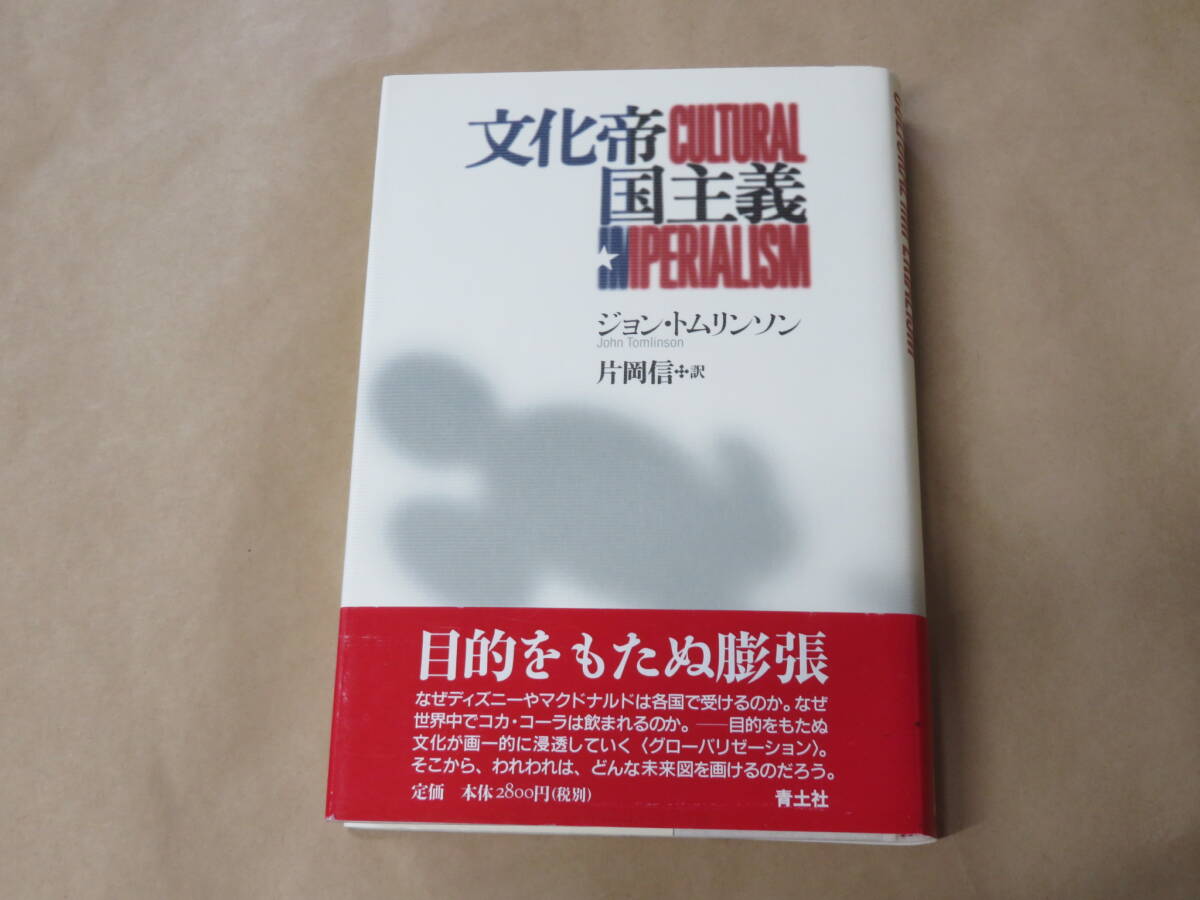 文化帝
CULTURAL
国主義
IMPERIALISM
ジョン・トムリンソン
John Tomlinson
片岡信✣訳
目的をもたぬ膨張
なぜディズニーやマクドナルドは各国で受けるのか。なぜ
世界中でコカ・コーラは飲まれるのか。――目的をもたぬ
文化が画一的に浸透していく〈グローバリゼーション〉。
そこから、われわれは、どんな未来図を画けるのだろう。
定価 本体2800円(税別)
青土社